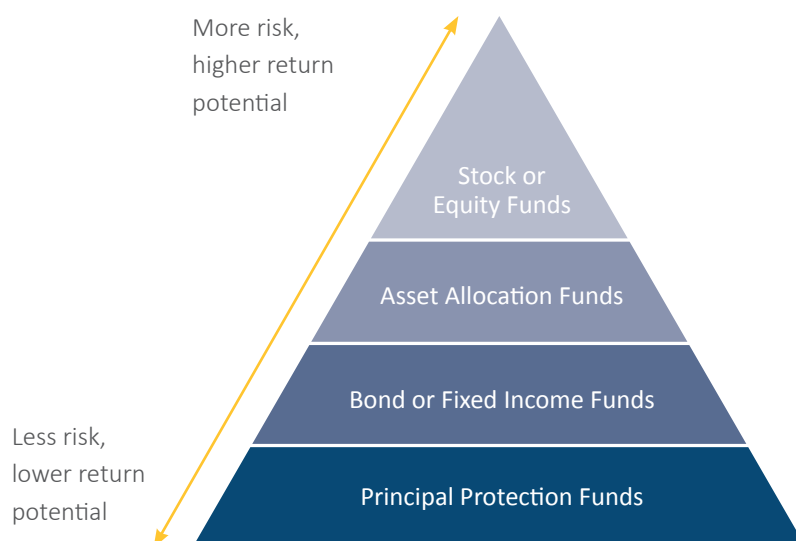 More risk,
higher return
potential
Stock or
Equity Funds
Asset Allocation Funds
Bond or Fixed Income Funds
Less risk,
lower return
potential
Principal Protection Funds